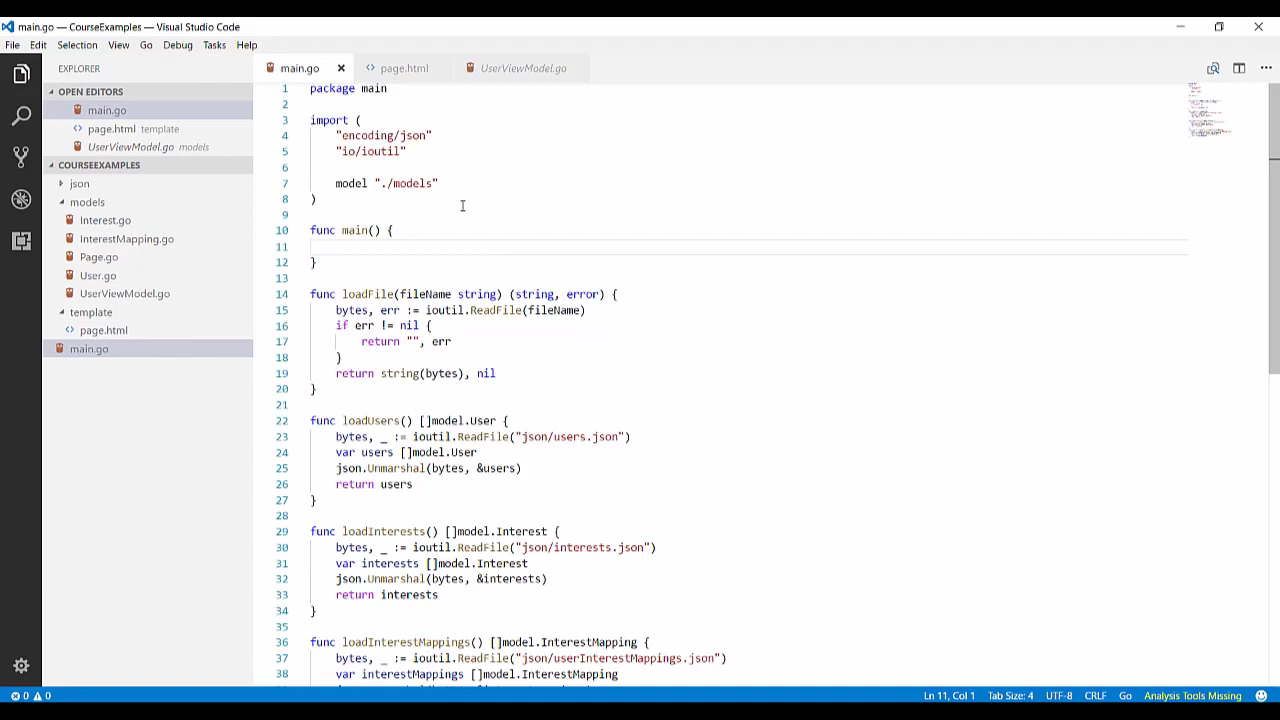 main.go — CourseExamples — Visual Studio Code
File Edit Selection View Go Debug Tasks Help
EXPLORER
OPEN EDITORS
main.go
page.html template
UserViewModel.go models
COURSEEXAMPLES
json
models
Interest.go
InterestMapping.go
Page.go
User.go
UserViewModel.go
template
page.html
main.go
main.go page.html UserViewModel.go
1 package main
2
3 import (
4 "encoding/json"
5 "io/ioutil"
6
7 model "./models"
8 )
9
10 func main() {
11
12 }
13
14 func loadFile(fileName string) (string, error) {
15 bytes, err := ioutil.ReadFile(fileName)
16 if err != nil {
17 return "", err
18 }
19 return string(bytes), nil
20 }
21
22 func loadUsers() []model.User {
23 bytes, _ := ioutil.ReadFile("json/users.json")
24 var users []model.User
25 json.Unmarshal(bytes, &users)
26 return users
27 }
28
29 func loadInterests() []model.Interest {
30 bytes, _ := ioutil.ReadFile("json/interests.json")
31 var interests []model.Interest
32 json.Unmarshal(bytes, &interests)
33 return interests
34 }
35
36 func loadInterestMappings() []model.InterestMapping {
37 bytes, _ := ioutil.ReadFile("json/userInterestMappings.json")
38 var interestMappings []model.InterestMapping
0 0 Ln 11, Col 1 Tab Size: 4 UTF-8 CRLF Go Analysis Tools Missing